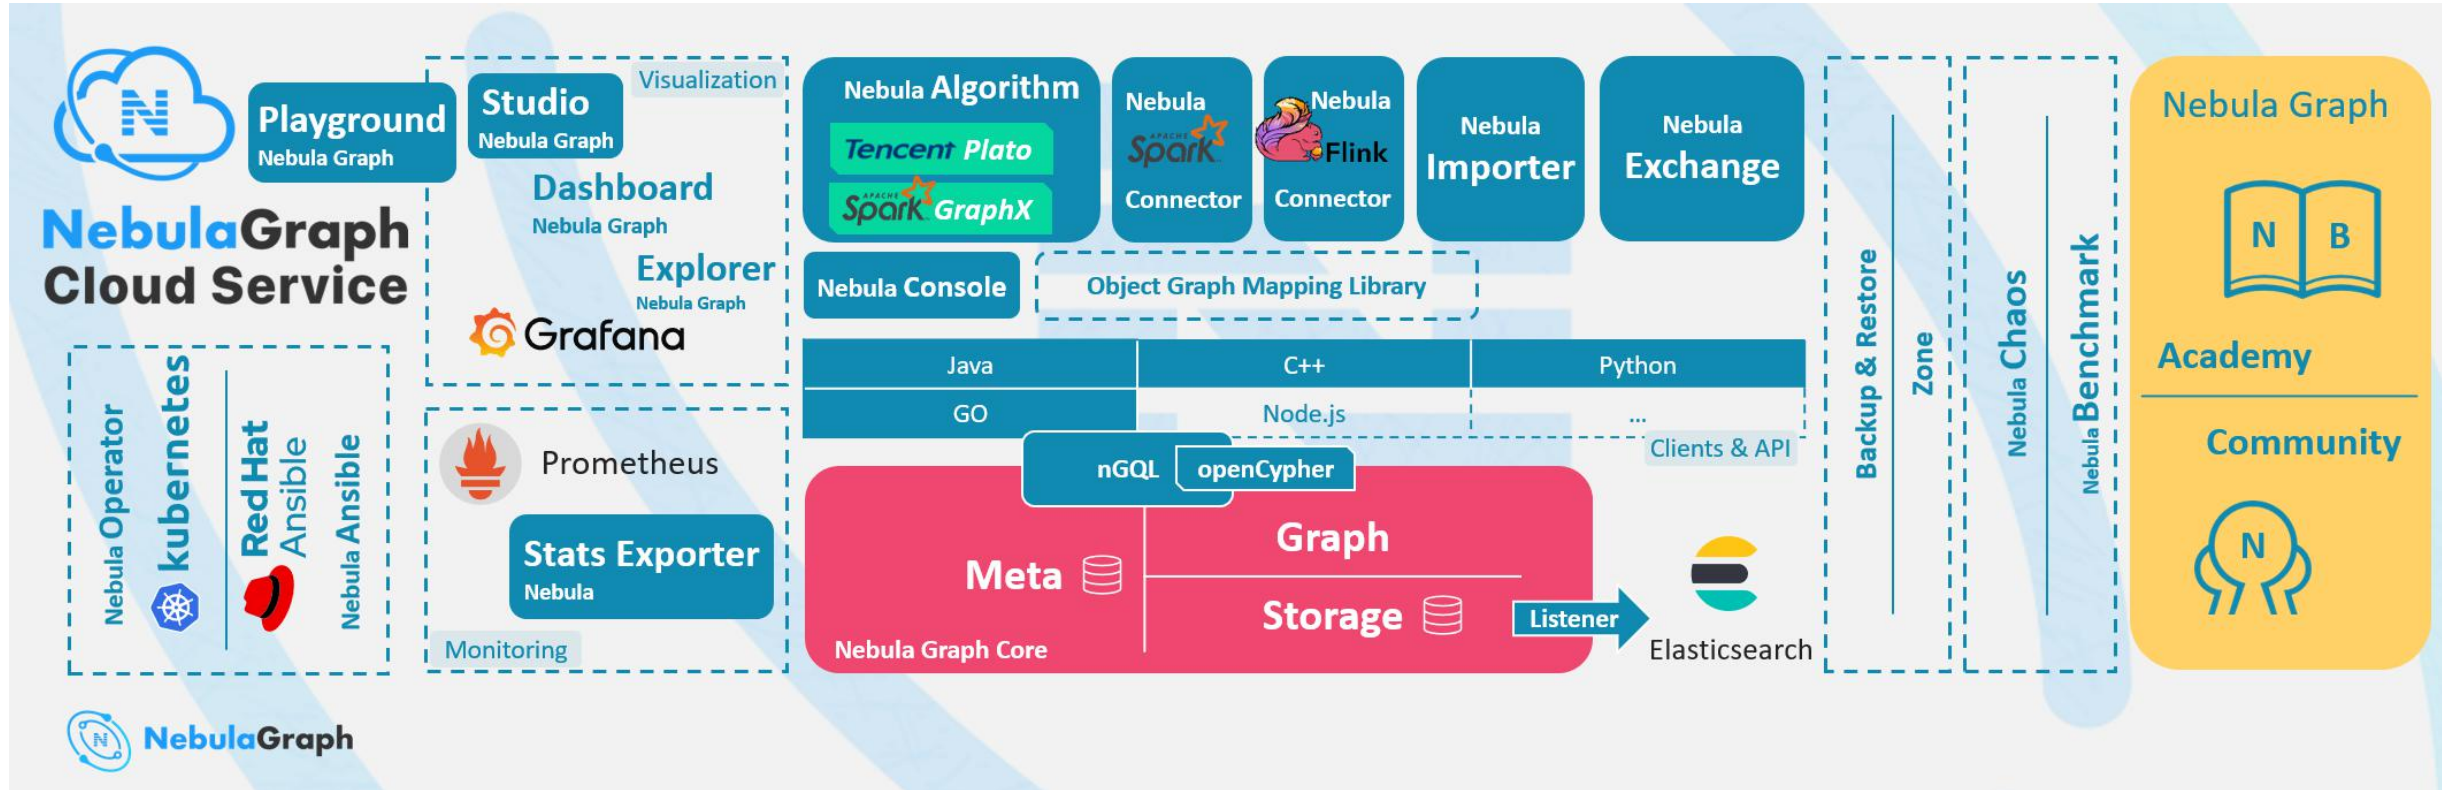 N
NebulaGraph
Cloud Service
Playground
Nebula Graph
Visualization
Studio
Nebula Graph
Dashboard
Nebula Graph
Explorer
Nebula Graph
Grafana
Nebula Operator
kubernetes
RedHat
Ansible
Nebula Ansible
Prometheus
Stats Exporter
Nebula
Monitoring
Nebula Algorithm
Tencent Plato
APACHE
Spark GraphX
Nebula
APACHE
Spark
Connector
Nebula
Flink
Connector
Nebula
Importer
Nebula
Exchange
Nebula Console
Object Graph Mapping Library
Java
C++
Python
GO
Node.js
...
Clients & API
nGQL
openCypher
Meta
Graph
Storage
Nebula Graph Core
Listener
Elasticsearch
Backup & Restore
Zone
Nebula Chaos
Nebula Benchmark
Nebula Graph
N B
Academy
Community
N
N
NebulaGraph